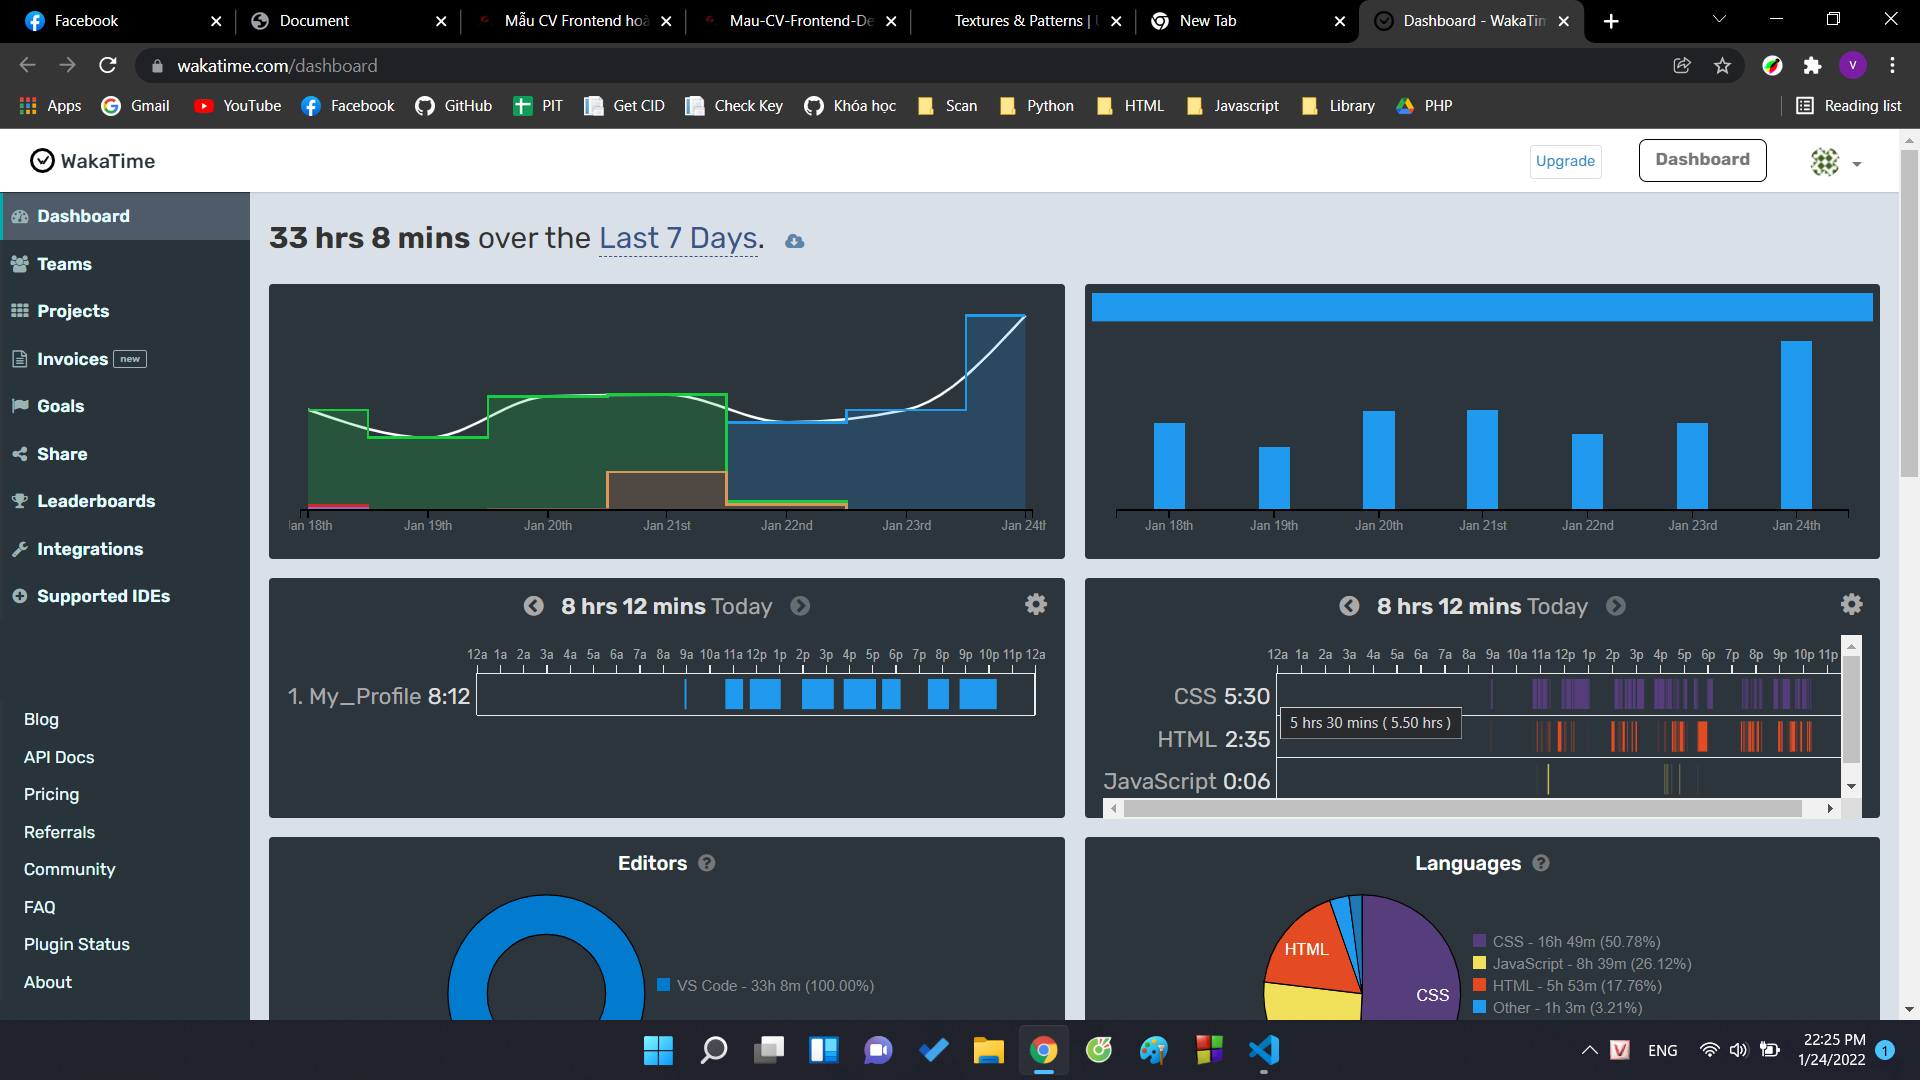 Facebook
Document
Mẫu CV Frontend hoà
Mau-CV-Frontend-De
Textures & Patterns |
New Tab
Dashboard - WakaTim
wakatime.com/dashboard
V
Apps
Gmail
YouTube
Facebook
GitHub
PIT
Get CID
Check Key
Khóa học
Scan
Python
HTML
Javascript
Library
PHP
Reading list
WakaTime
Upgrade
Dashboard
Dashboard
Teams
Projects
Invoices new
Goals
Share
Leaderboards
Integrations
Supported IDEs
Blog
API Docs
Pricing
Referrals
Community
FAQ
Plugin Status
About
33 hrs 8 mins over the Last 7 Days.
Jan 18th Jan 19th Jan 20th Jan 21st Jan 22nd Jan 23rd Jan 24th
Jan 18th Jan 19th Jan 20th Jan 21st Jan 22nd Jan 23rd Jan 24th
8 hrs 12 mins Today
12a 1a 2a 3a 4a 5a 6a 7a 8a 9a 10a 11a 12p 1p 2p 3p 4p 5p 6p 7p 8p 9p 10p 11p 12a
1. My_Profile 8:12
8 hrs 12 mins Today
12a 1a 2a 3a 4a 5a 6a 7a 8a 9a 10a 11a 12p 1p 2p 3p 4p 5p 6p 7p 8p 9p 10p 11p
CSS 5:30
5 hrs 30 mins ( 5.50 hrs )
HTML 2:35
JavaScript 0:06
Editors ?
VS Code - 33h 8m (100.00%)
Languages ?
HTML
CSS
CSS - 16h 49m (50.78%)
JavaScript - 8h 39m (26.12%)
HTML - 5h 53m (17.76%)
Other - 1h 3m (3.21%)
V
ENG
22:25 PM
1/24/2022
1